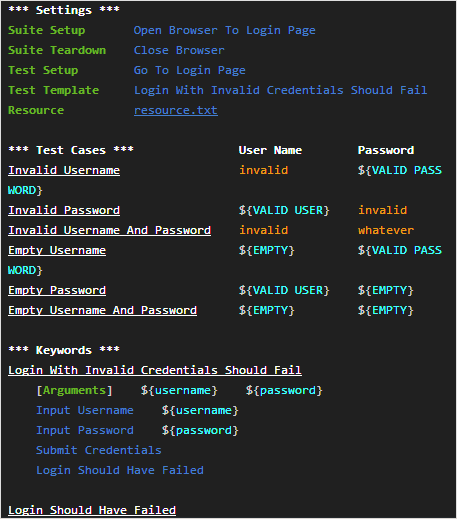 *** Settings ***
Suite Setup Open Browser To Login Page
Suite Teardown Close Browser
Test Setup Go To Login Page
Test Template Login With Invalid Credentials Should Fail
Resource resource.txt
*** Test Cases *** User Name Password
Invalid Username invalid ${VALID PASS
WORD}
Invalid Password ${VALID USER} invalid
Invalid Username And Password invalid whatever
Empty Username ${EMPTY} ${VALID PASS
WORD}
Empty Password ${VALID USER} ${EMPTY}
Empty Username And Password ${EMPTY} ${EMPTY}
*** Keywords ***
Login With Invalid Credentials Should Fail
[Arguments] ${username} ${password}
Input Username ${username}
Input Password ${password}
Submit Credentials
Login Should Have Failed
Login Should Have Failed